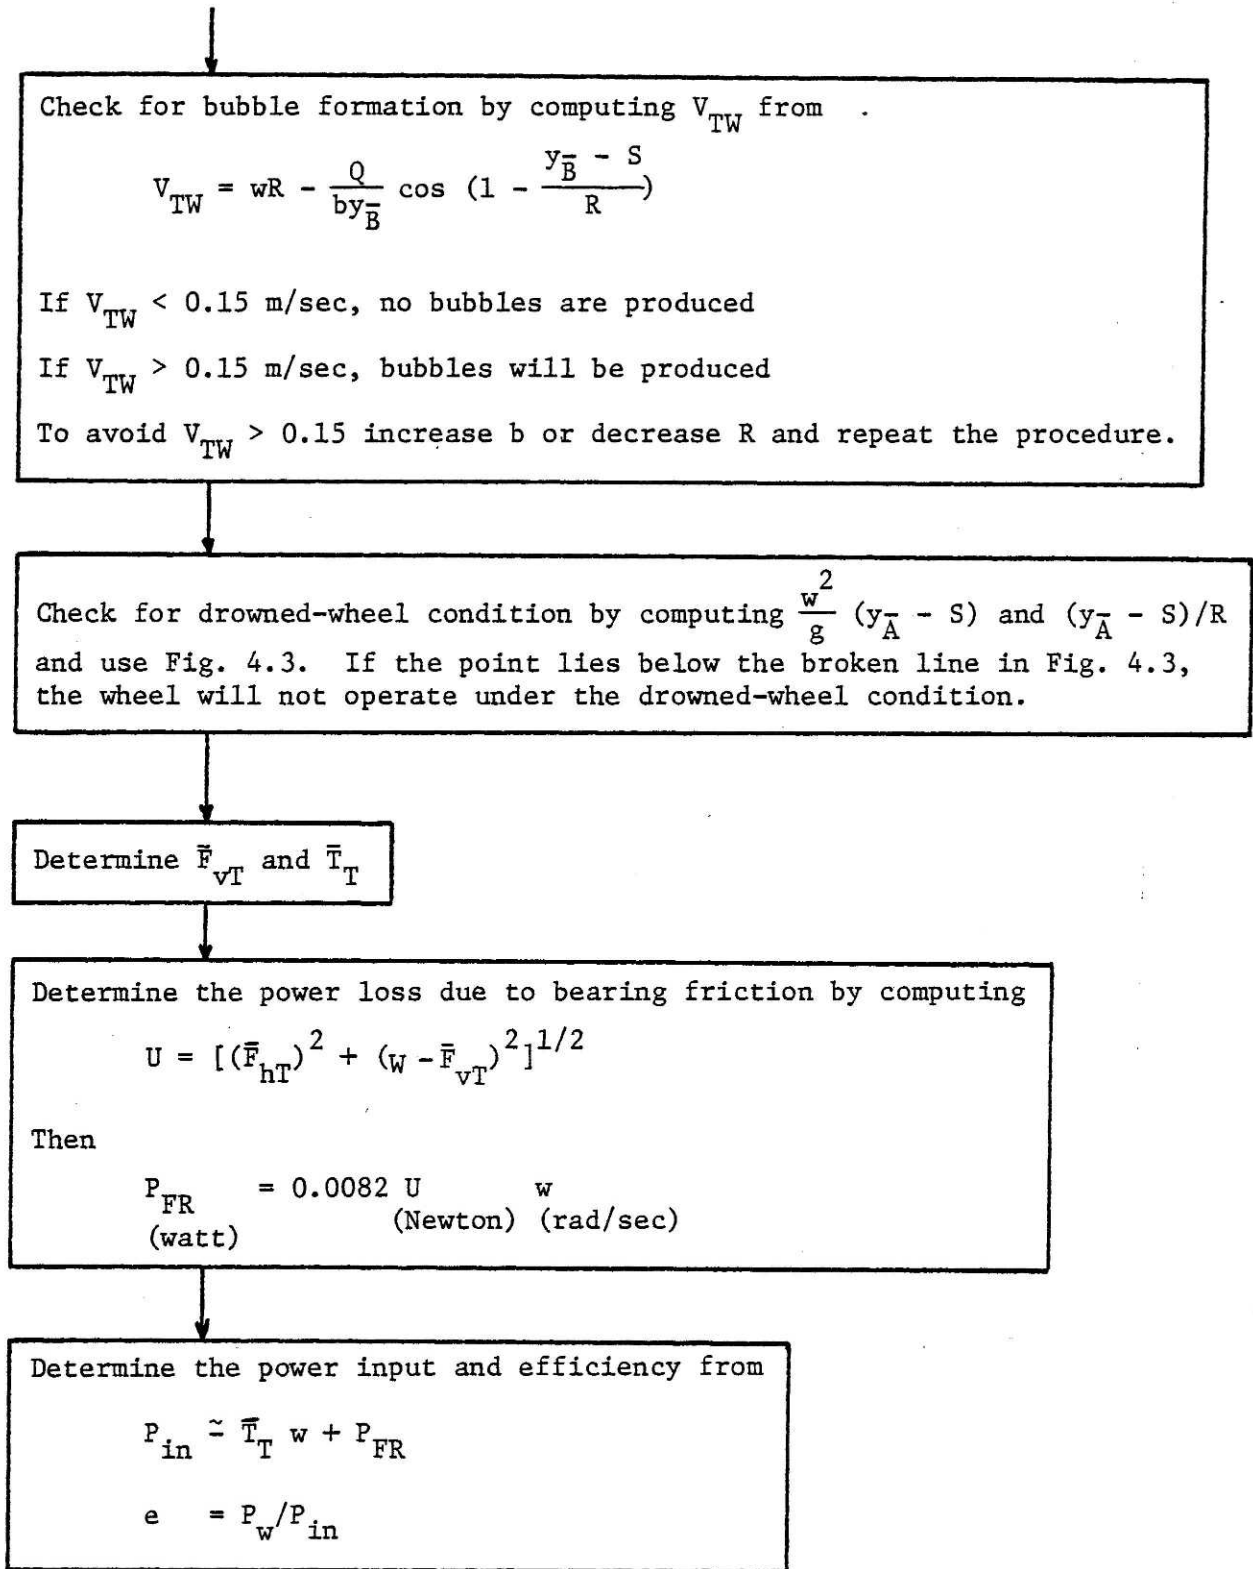 Check for bubble formation by computing V_TW from .
V_TW = wR - Q/(by_B̄) cos (1 - (y_B̄ - S)/R)
If V_TW < 0.15 m/sec, no bubbles are produced
If V_TW > 0.15 m/sec, bubbles will be produced
To avoid V_TW > 0.15 increase b or decrease R and repeat the procedure.
Check for drowned-wheel condition by computing w²/g (y_Ā - S) and (y_Ā - S)/R
and use Fig. 4.3. If the point lies below the broken line in Fig. 4.3,
the wheel will not operate under the drowned-wheel condition.
Determine F̄_vT and T̄_T
Determine the power loss due to bearing friction by computing
U = [(F̄_hT)² + (W - F̄_vT)²]^1/2
Then
P_FR = 0.0082 U w
(watt) (Newton) (rad/sec)
Determine the power input and efficiency from
P_in ≃ T̄_T w + P_FR
e = P_w/P_in